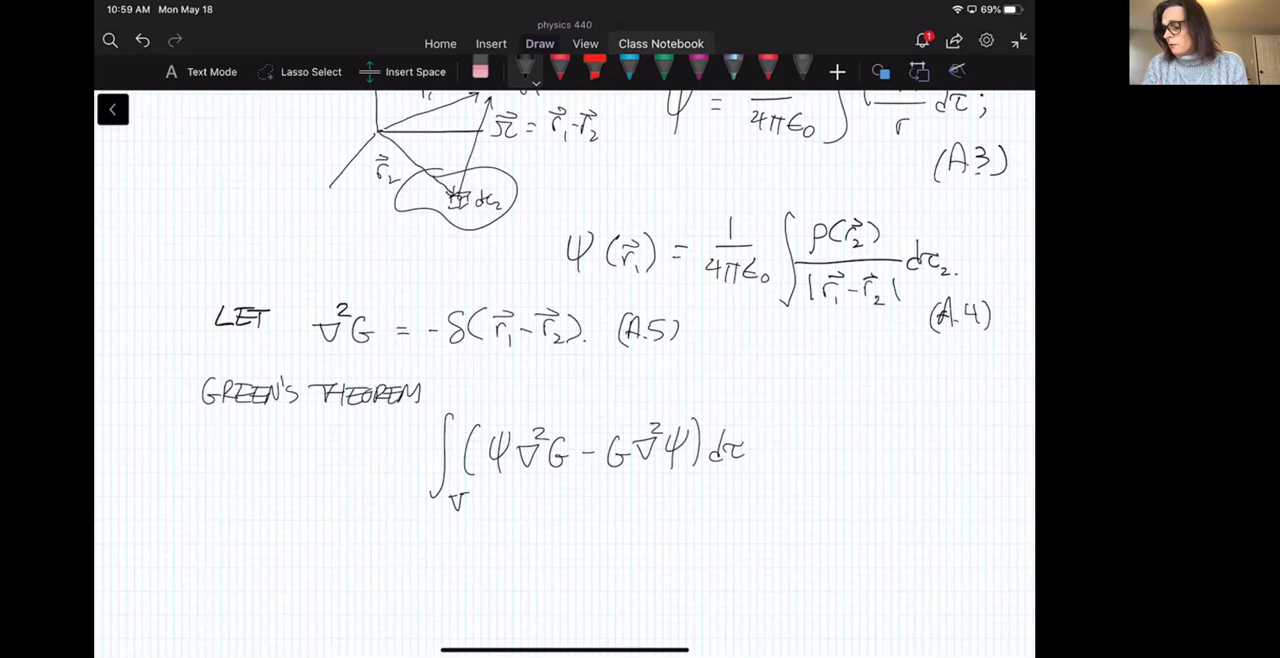 10:59 AM Mon May 18
69%
physics 440
Home Insert Draw View Class Notebook
1
Text Mode Lasso Select Insert Space
ψ = 1/4πε₀ ∫ dτ;
r
(A.3)
𝓇⃗ = r⃗₁ - r⃗₂
r⃗₂
dτ₂
ψ(r⃗₁) = 1/4πε₀ ∫ ρ(r⃗₂)/|r⃗₁ - r⃗₂| dτ₂.
(A.4)
LET ∇²G = -δ(r⃗₁ - r⃗₂). (A.5)
GREEN'S THEOREM
∫_V (ψ∇²G - G∇²ψ) dτ